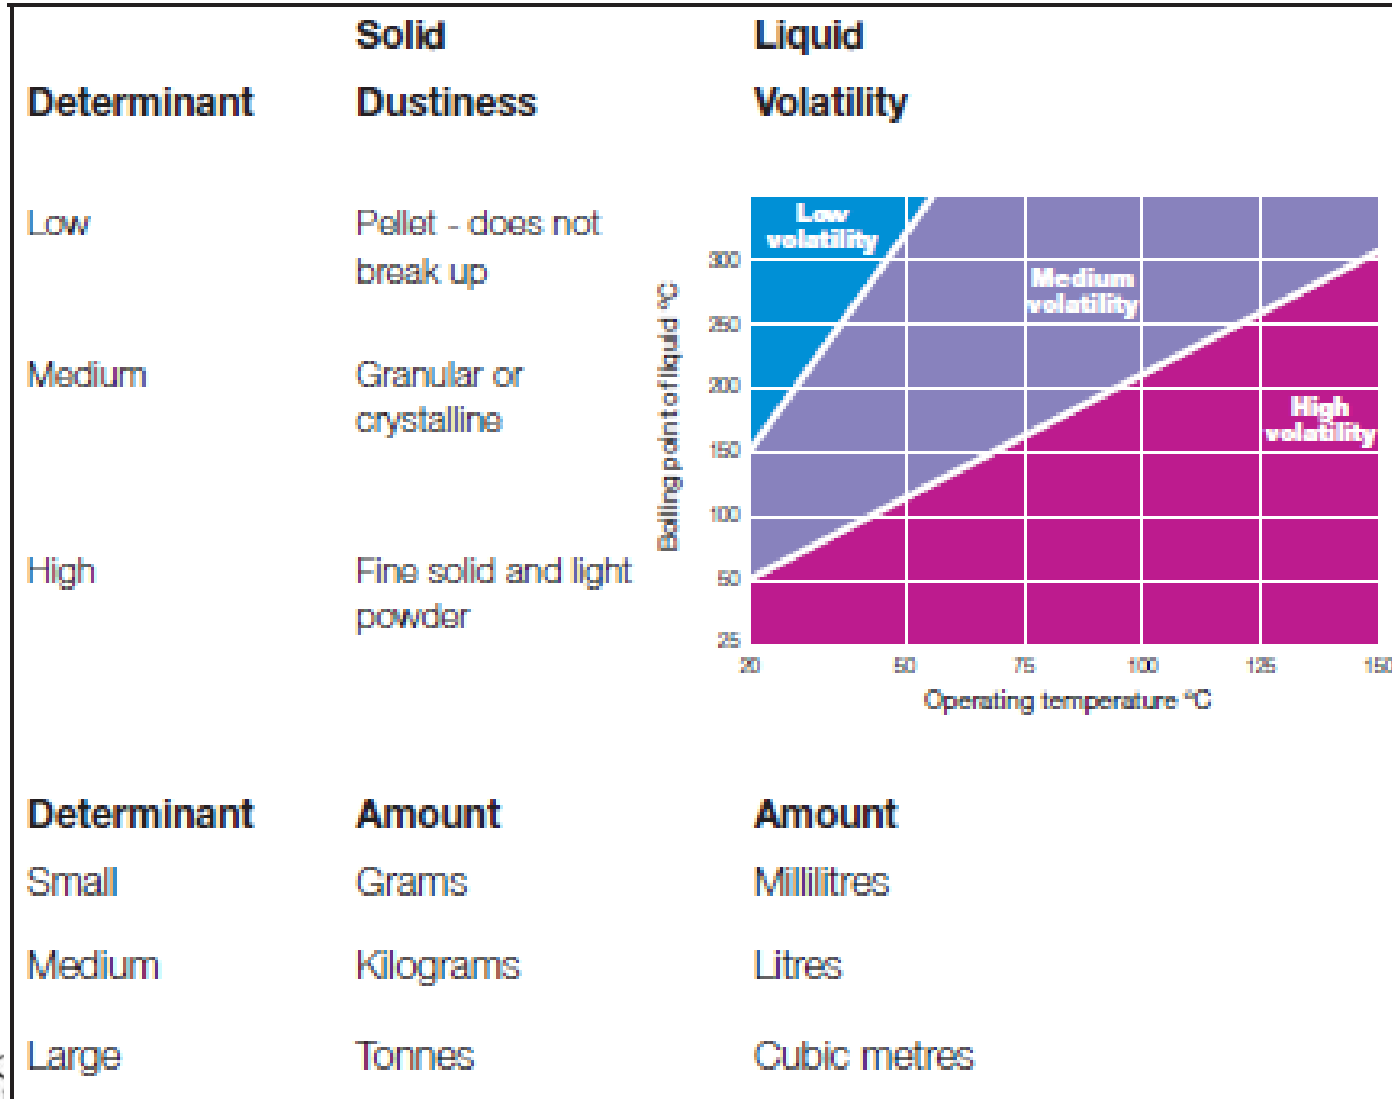 Solid Liquid
Determinant Dustiness Volatility
Low Pellet - does not
break up
Medium Granular or
crystalline
High Fine solid and light
powder
Low
volatility
Medium
volatility
High
volatility
Boiling point of liquid ºC
300
250
200
150
100
50
25
20 50 75 100 125 150
Operating temperature ºC
Determinant Amount Amount
Small Grams Millilitres
Medium Kilograms Litres
Large Tonnes Cubic metres